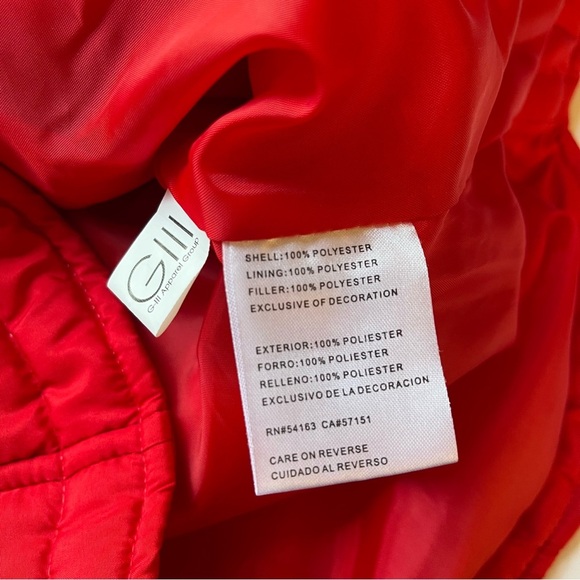 GIII
G-III Apparel Group
SHELL:100% POLYESTER
LINING:100% POLYESTER
FILLER:100% POLYESTER
EXCLUSIVE OF DECORATION
EXTERIOR:100% POLIESTER
FORRO:100% POLIESTER
RELLENO:100% POLIESTER
EXCLUSIVO DE LA DECORACION
RN#54163 CA#57151
CARE ON REVERSE
CUIDADO AL REVERSO